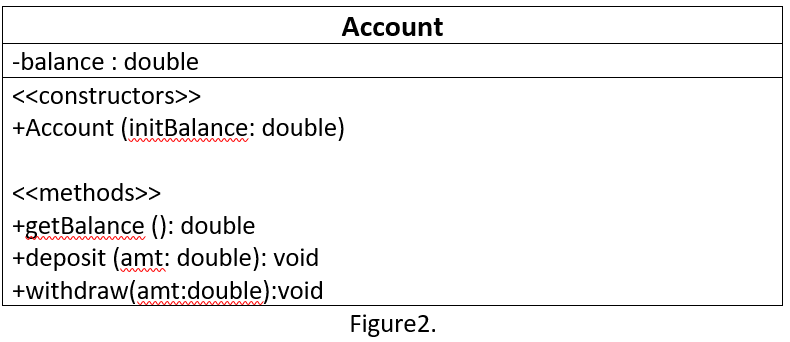 Account
-balance : double
<<constructors>>
+Account (initBalance: double)
<<methods>>
+getBalance (): double
+deposit (amt: double): void
+withdraw(amt:double):void
Figure2.